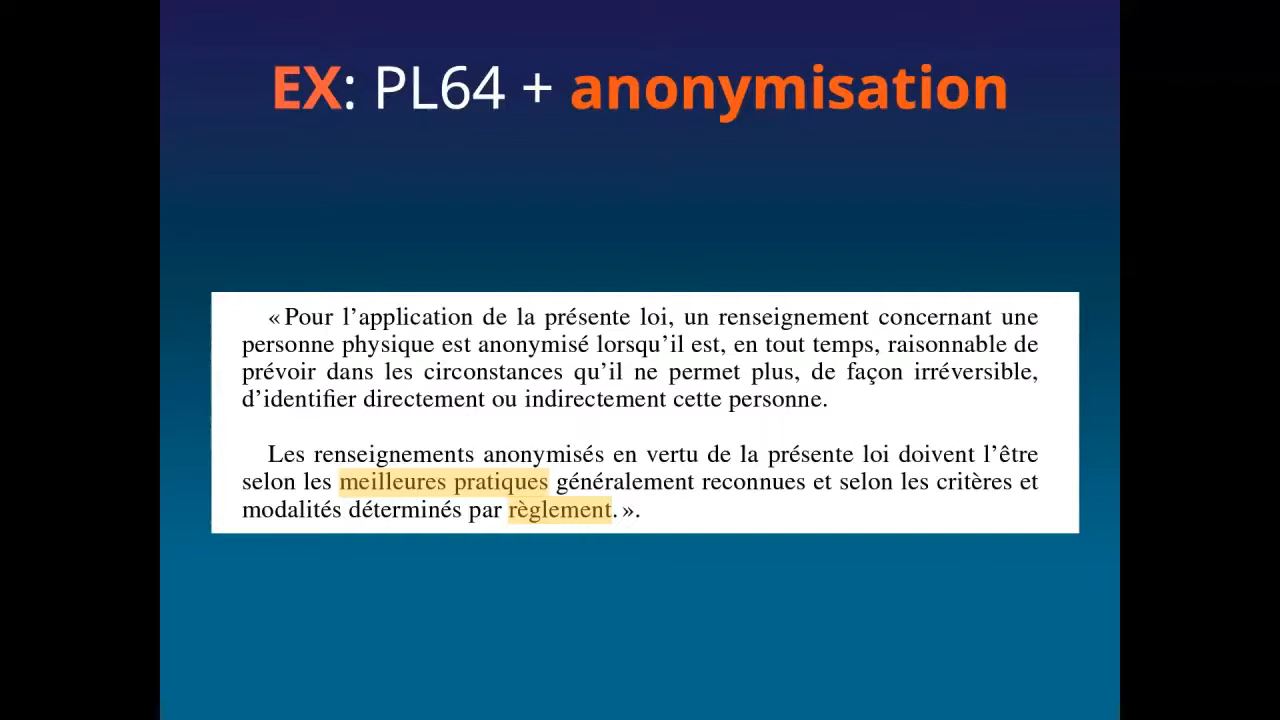 EX: PL64 + anonymisation
« Pour l’application de la présente loi, un renseignement concernant une
personne physique est anonymisé lorsqu’il est, en tout temps, raisonnable de
prévoir dans les circonstances qu’il ne permet plus, de façon irréversible,
d’identifier directement ou indirectement cette personne.
Les renseignements anonymisés en vertu de la présente loi doivent l’être
selon les meilleures pratiques généralement reconnues et selon les critères et
modalités déterminés par règlement. ».